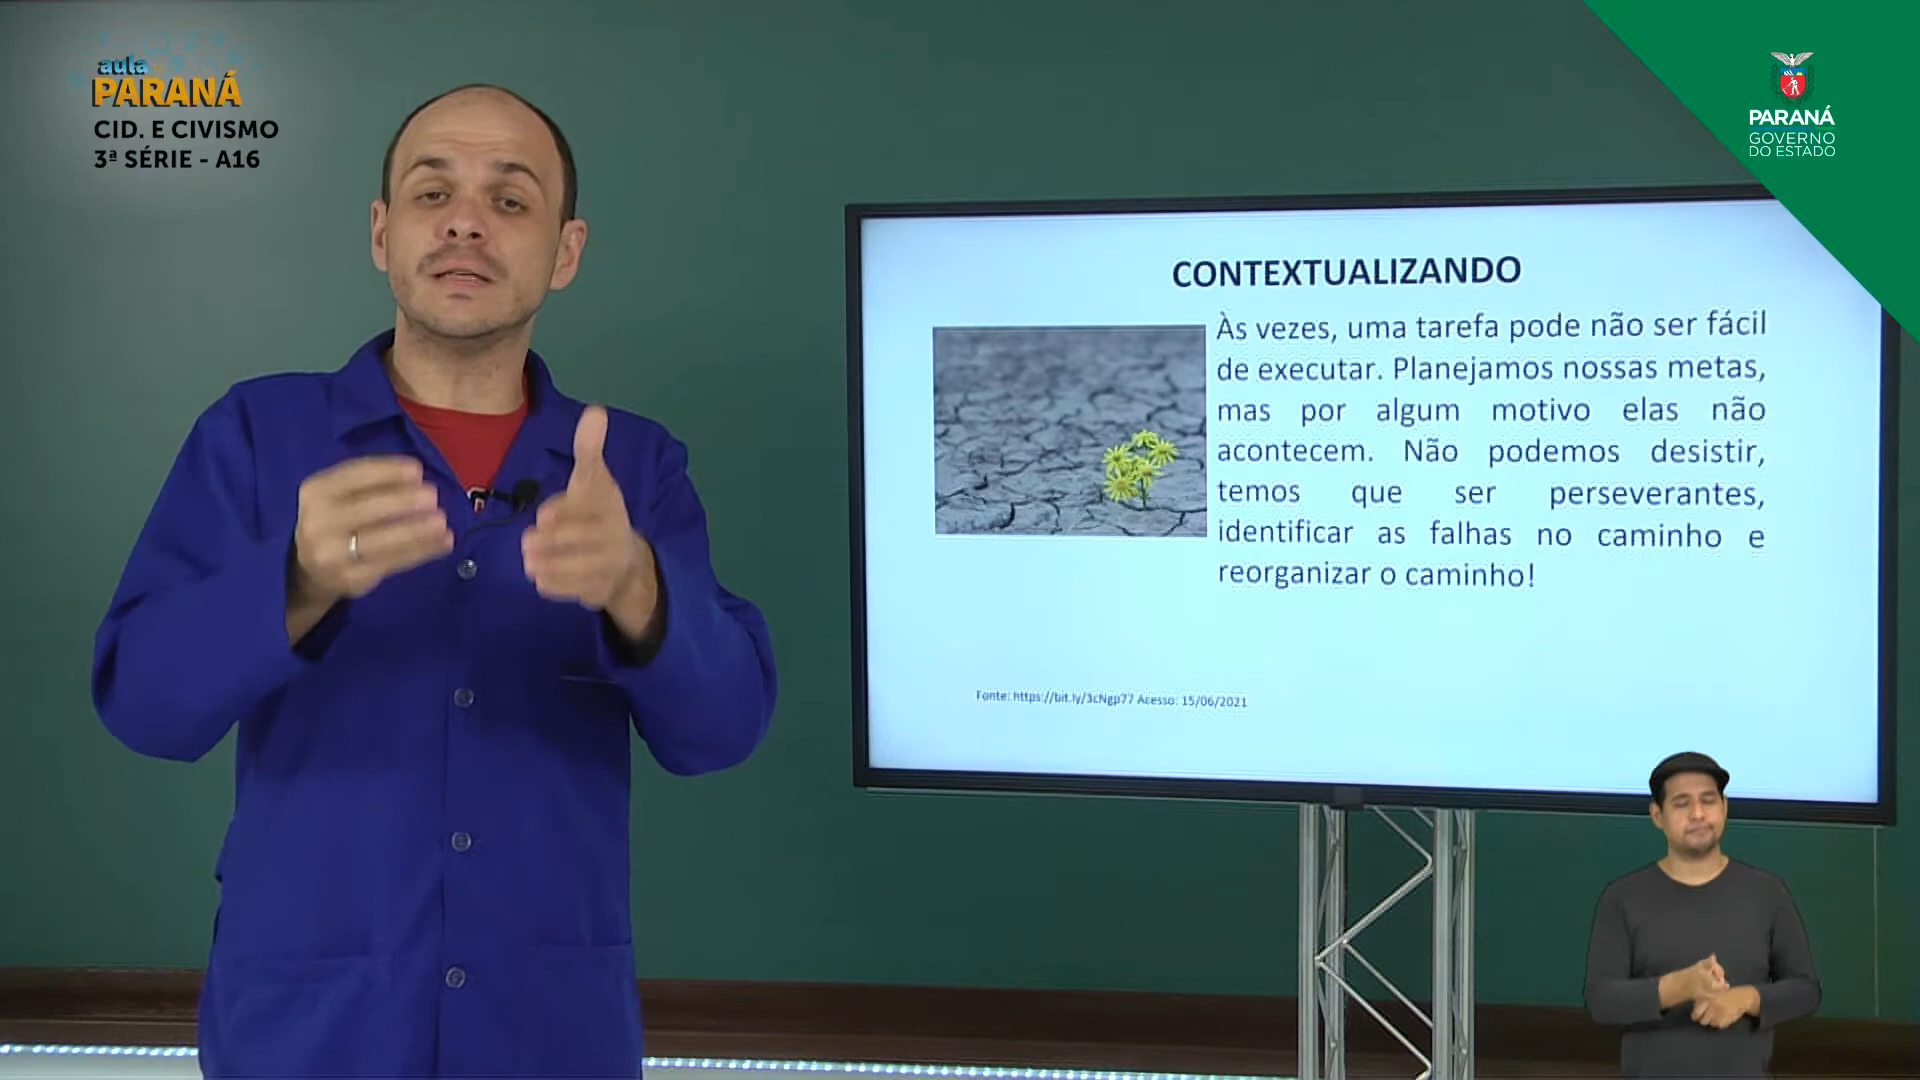 aula
PARANÁ
CID. E CIVISMO
3ª SÉRIE - A16
PARANÁ
GOVERNO
DO ESTADO
CONTEXTUALIZANDO
Às vezes, uma tarefa pode não ser fácil
de executar. Planejamos nossas metas,
mas por algum motivo elas não
acontecem. Não podemos desistir,
temos que ser perseverantes,
identificar as falhas no caminho e
reorganizar o caminho!
Fonte: https://bit.ly/3cNgp77 Acesso: 15/06/2021